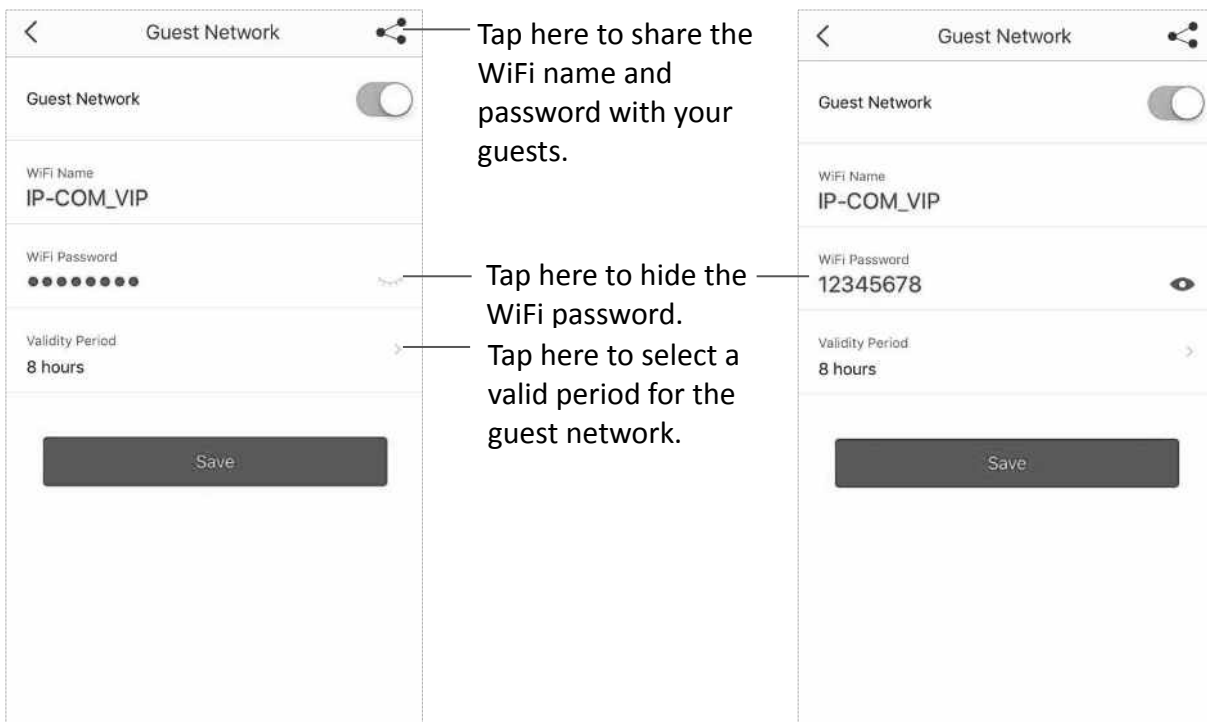 Guest Network
Guest Network
WiFi Name
IP-COM_VIP
WiFi Password
●●●●●●●●
Validity Period
8 hours
Save
Tap here to share the
WiFi name and
password with your
guests.
Tap here to hide the
WiFi password.
Tap here to select a
valid period for the
guest network.
Guest Network
Guest Network
WiFi Name
IP-COM_VIP
WiFi Password
12345678
Validity Period
8 hours
Save